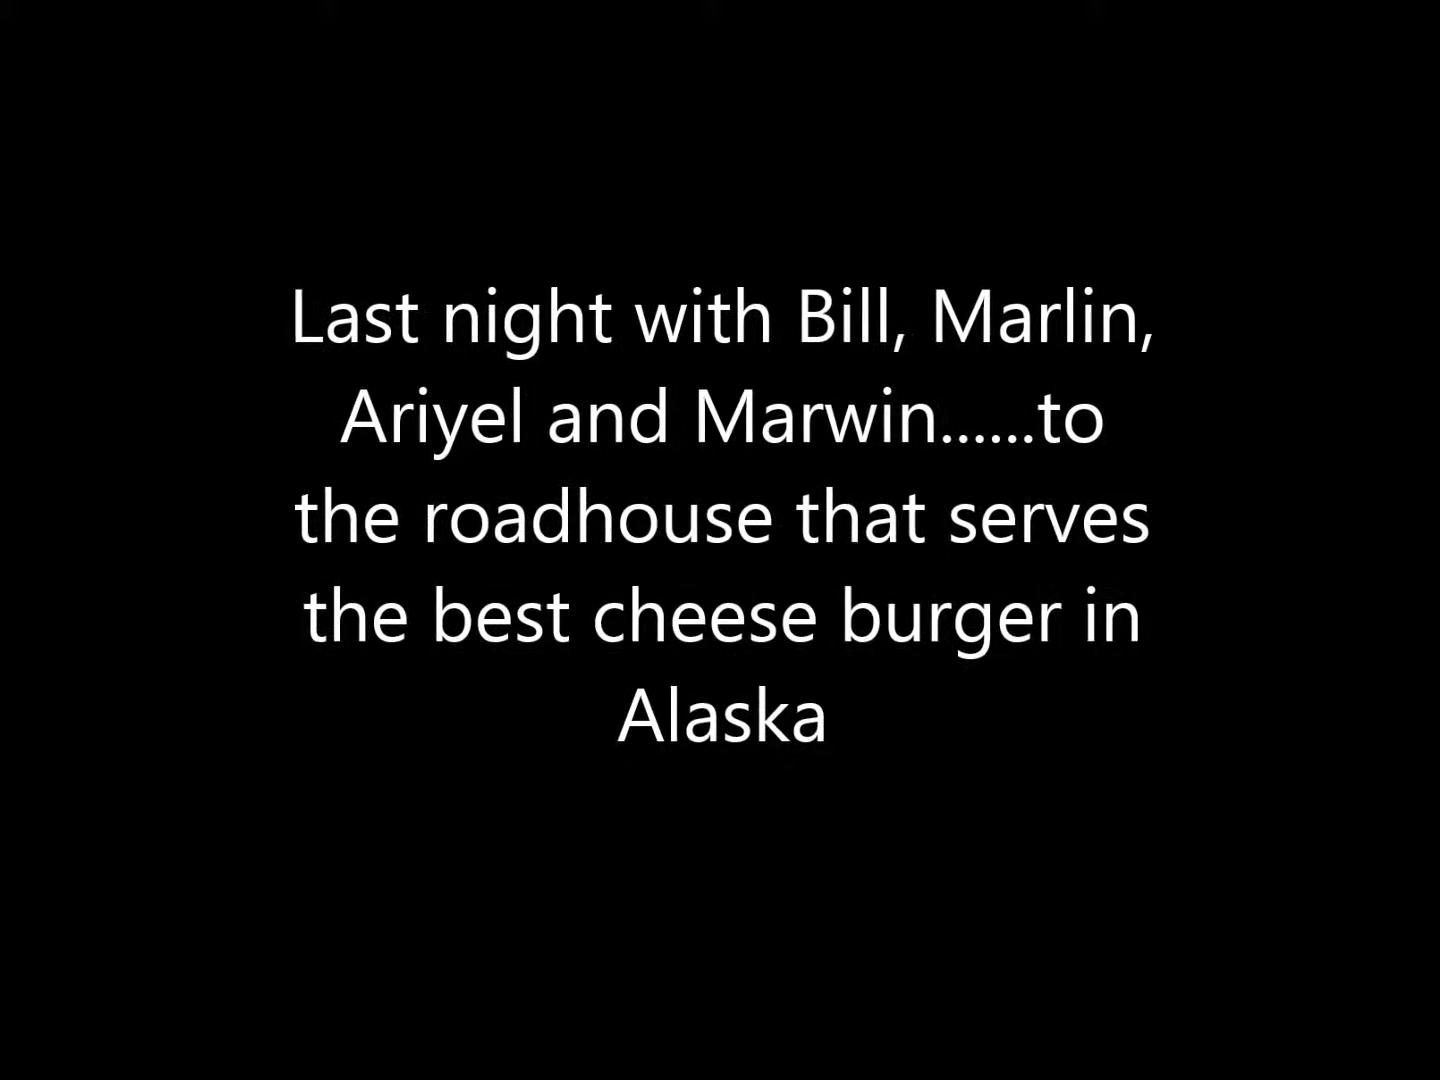 Last night with Bill, Marlin,
Ariyel and Marwin......to
the roadhouse that serves
the best cheese burger in
Alaska